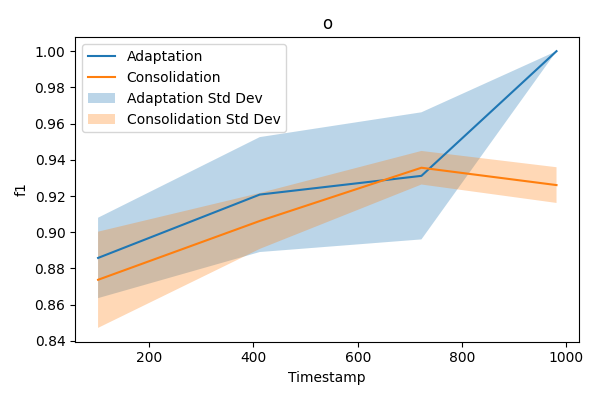 o
Adaptation
Consolidation
Adaptation Std Dev
Consolidation Std Dev
1.00
0.98
0.96
0.94
0.92
0.90
0.88
0.86
0.84
f1
200
400
600
800
1000
Timestamp